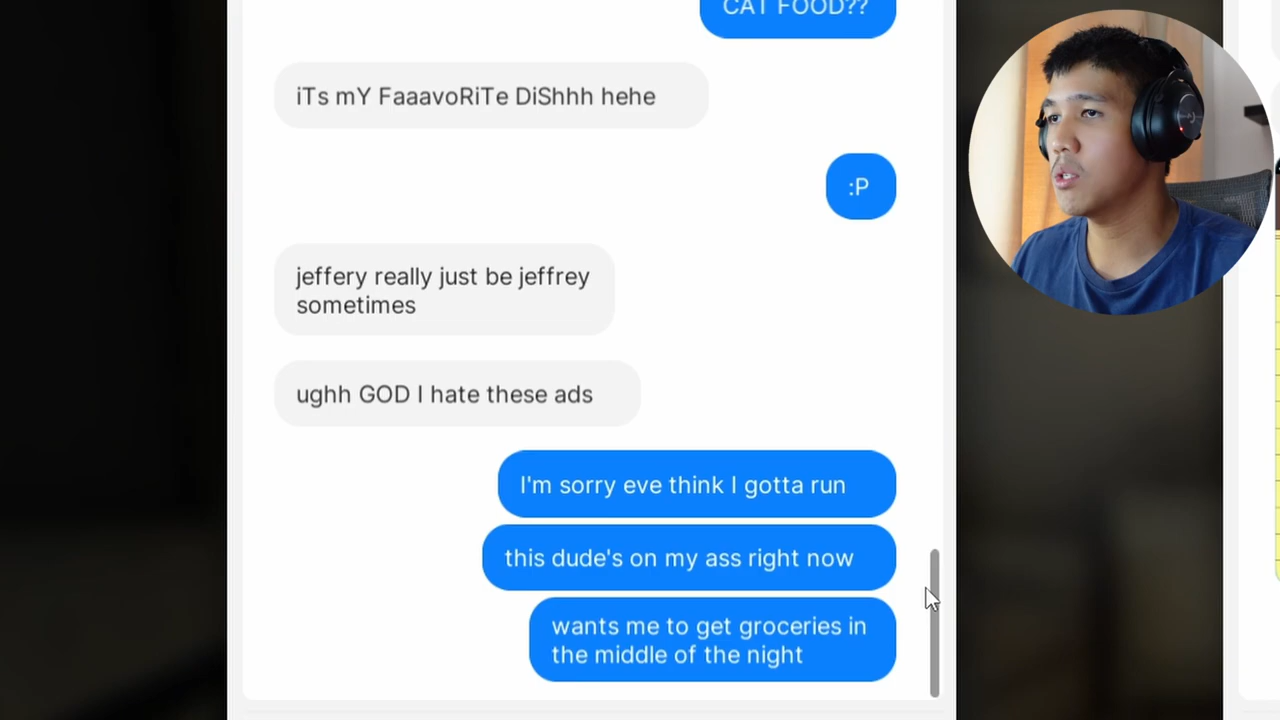 CAT FOOD??
iTs mY FaaavoRiTe DiShhh hehe
:P
jeffery really just be jeffrey
sometimes
ughh GOD I hate these ads
I'm sorry eve think I gotta run
this dude's on my ass right now
wants me to get groceries in
the middle of the night